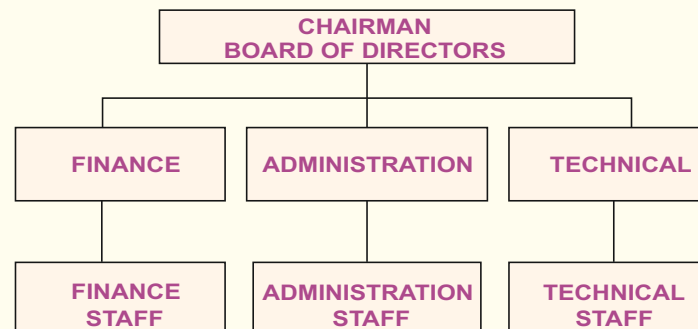 CHAIRMAN
BOARD OF DIRECTORS
FINANCE
ADMINISTRATION
TECHNICAL
FINANCE
STAFF
ADMINISTRATION
STAFF
TECHNICAL
STAFF